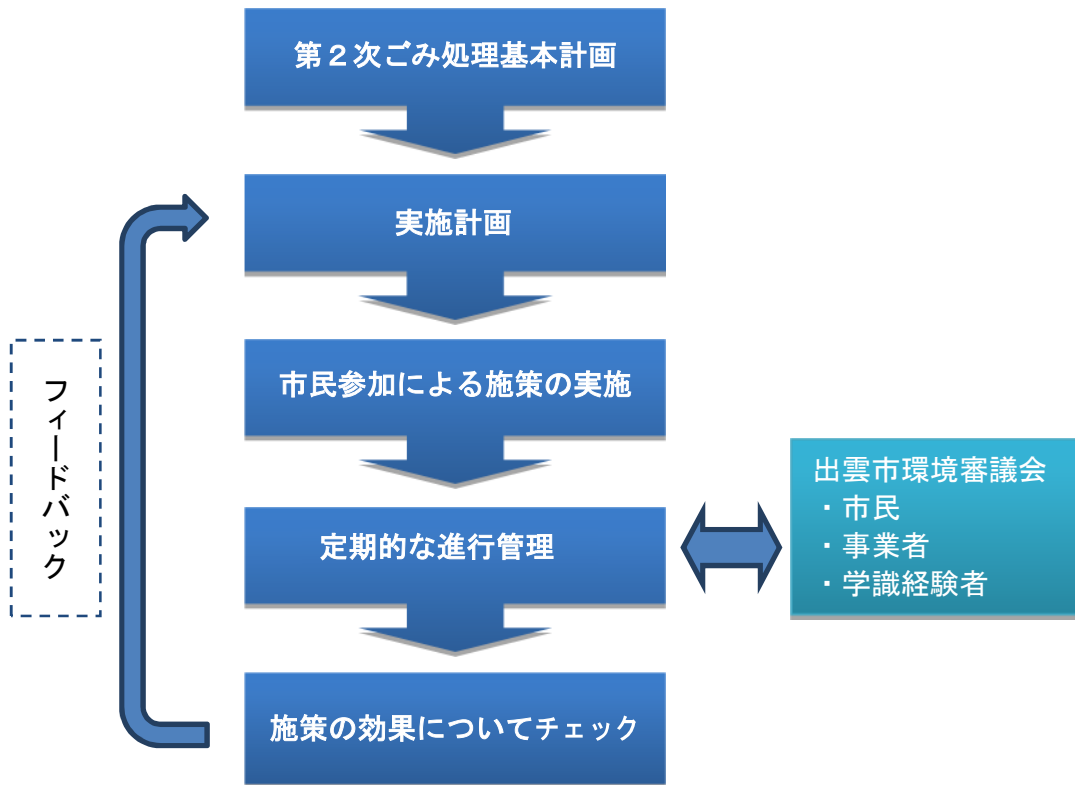 第２次ごみ処理基本計画
実施計画
市民参加による施策の実施
定期的な進行管理
施策の効果についてチェック
フィードバック
出雲市環境審議会
・市民
・事業者
・学識経験者